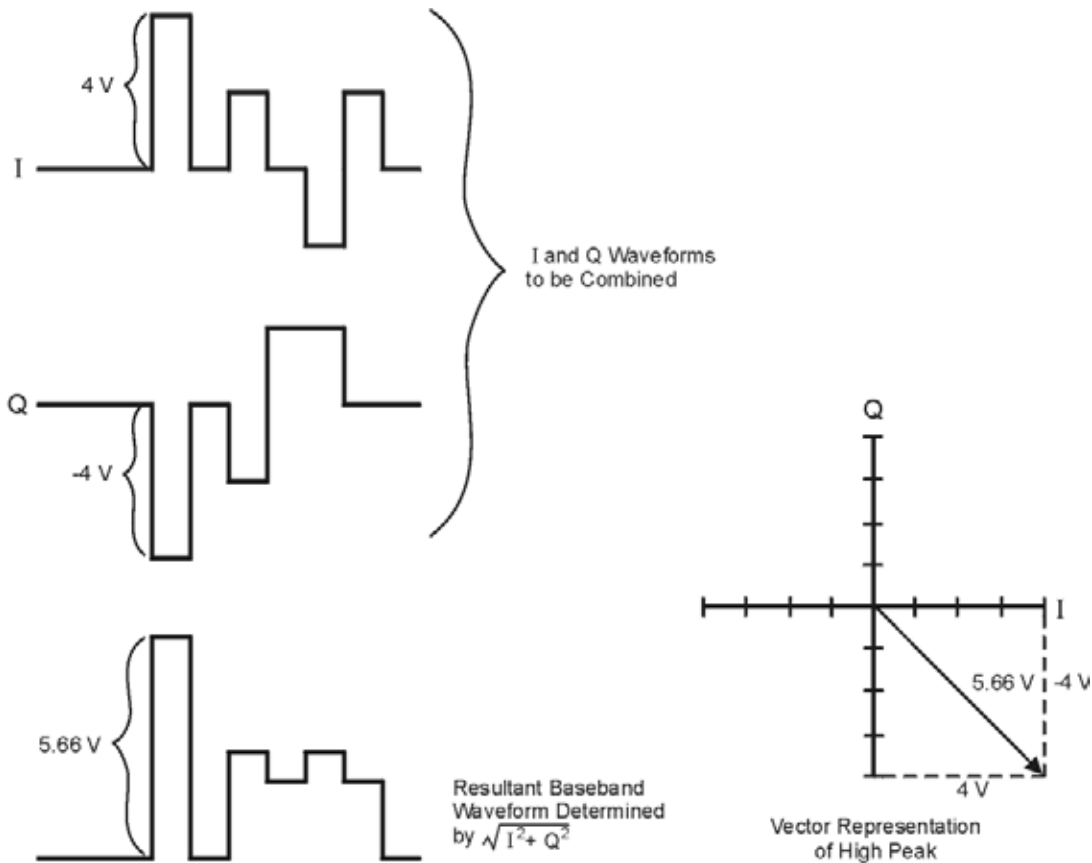 4 V
I
I and Q Waveforms
to be Combined
Q
-4 V
Q
I
5.66 V
-4 V
4 V
5.66 V
Resultant Baseband
Waveform Determined
by √I²+ Q²
Vector Representation
of High Peak